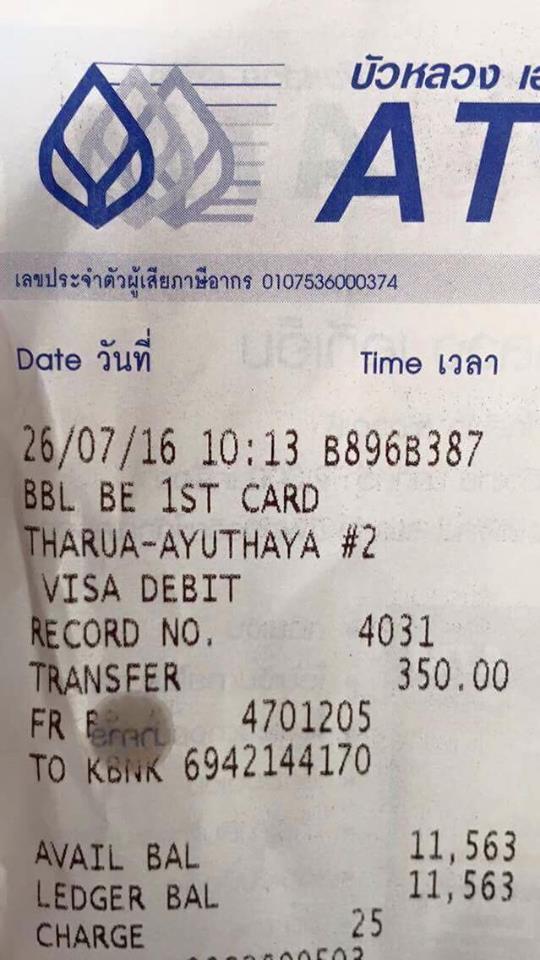 บัวหลวง
AT
เลขประจำตัวผู้เสียภาษีอากร 0107536000374
Date วันที่ Time เวลา
26/07/16 10:13 B896B387
BBL BE 1ST CARD
THARUA-AYUTHAYA #2
VISA DEBIT
RECORD NO. 4031
TRANSFER 350.00
FR 4701205
TO KBNK 6942144170
AVAIL BAL 11,563
LEDGER BAL 11,563
CHARGE 25